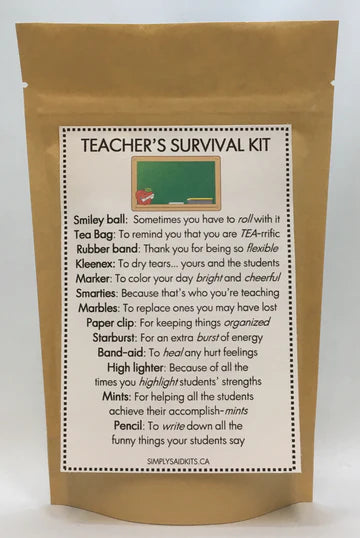 TEACHER'S SURVIVAL KIT
Smiley ball: Sometimes you have to roll with it
Tea Bag: To remind you that you are TEA-rrific
Rubber band: Thank you for being so flexible
Kleenex: To dry tears... yours and the students
Marker: To color your day bright and cheerful
Smarties: Because that's who you're teaching
Marbles: To replace ones you may have lost
Paper clip: For keeping things organized
Starburst: For an extra burst of energy
Band-aid: To heal any hurt feelings
High lighter: Because of all the
times you highlight students' strengths
Mints: For helping all the students
achieve their accomplish-mints
Pencil: To write down all the
funny things your students say
SIMPLYSAIDKITS.CA